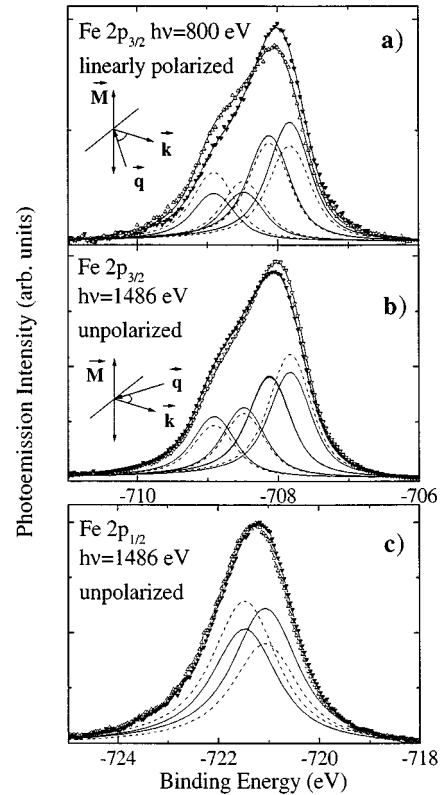 Photoemission Intensity (arb. units)
Fe 2p3/2 hν=800 eV
linearly polarized
a)
M
k
q
Fe 2p3/2
hν=1486 eV
unpolarized
b)
M
q
k
-710 -708 -706
Fe 2p1/2
hν=1486 eV
unpolarized
c)
-724 -722 -720 -718
Binding Energy (eV)